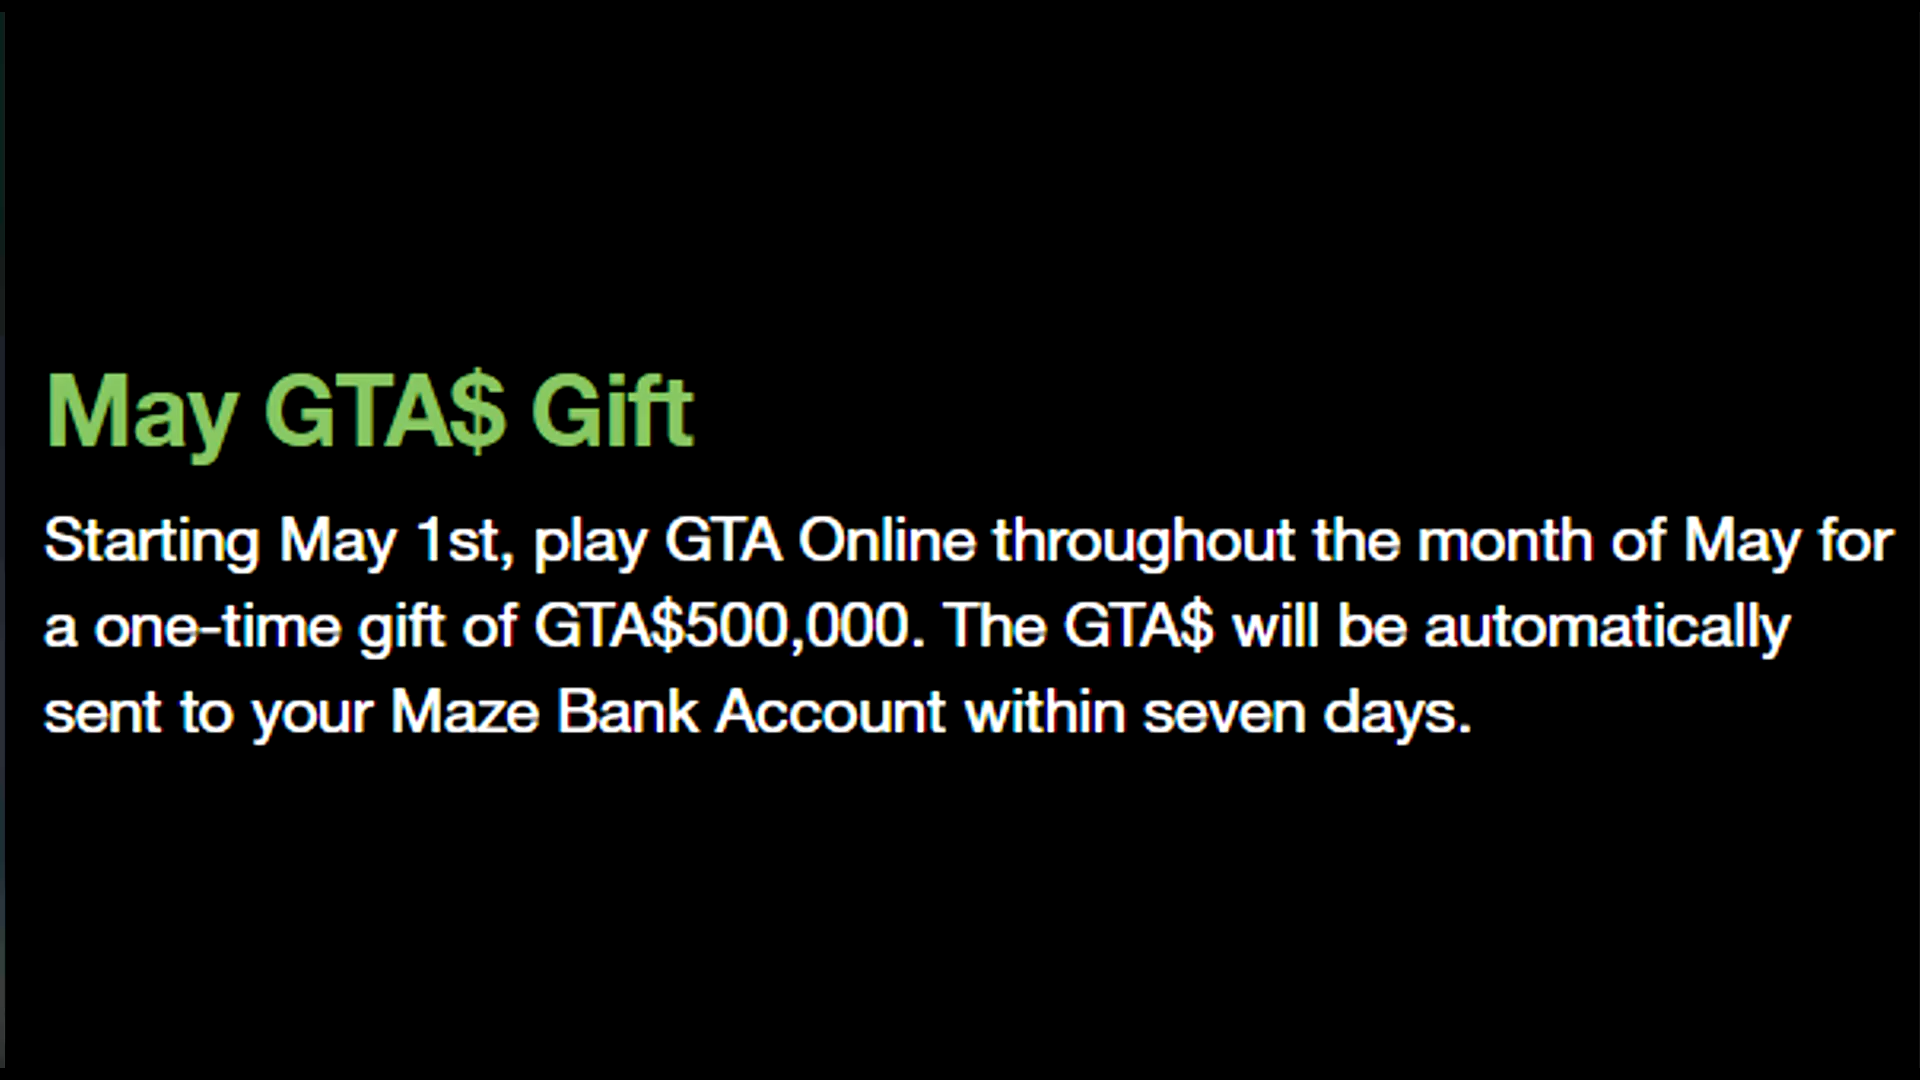 May GTA$ Gift
Starting May 1st, play GTA Online throughout the month of May for
a one-time gift of GTA$500,000. The GTA$ will be automatically
sent to your Maze Bank Account within seven days.